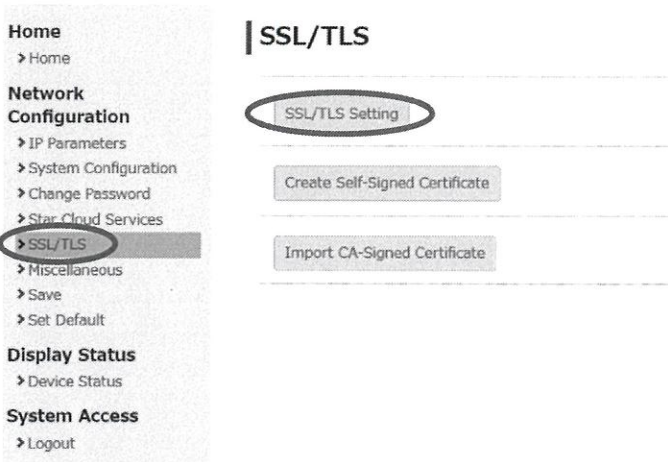 Home
Home
Network
Configuration
IP Parameters
System Configuration
Change Password
Star Cloud Services
SSL/TLS
Miscellaneous
Save
Set Default
Display Status
Device Status
System Access
Logout
SSL/TLS
SSL/TLS Setting
Create Self-Signed Certificate
Import CA-Signed Certificate